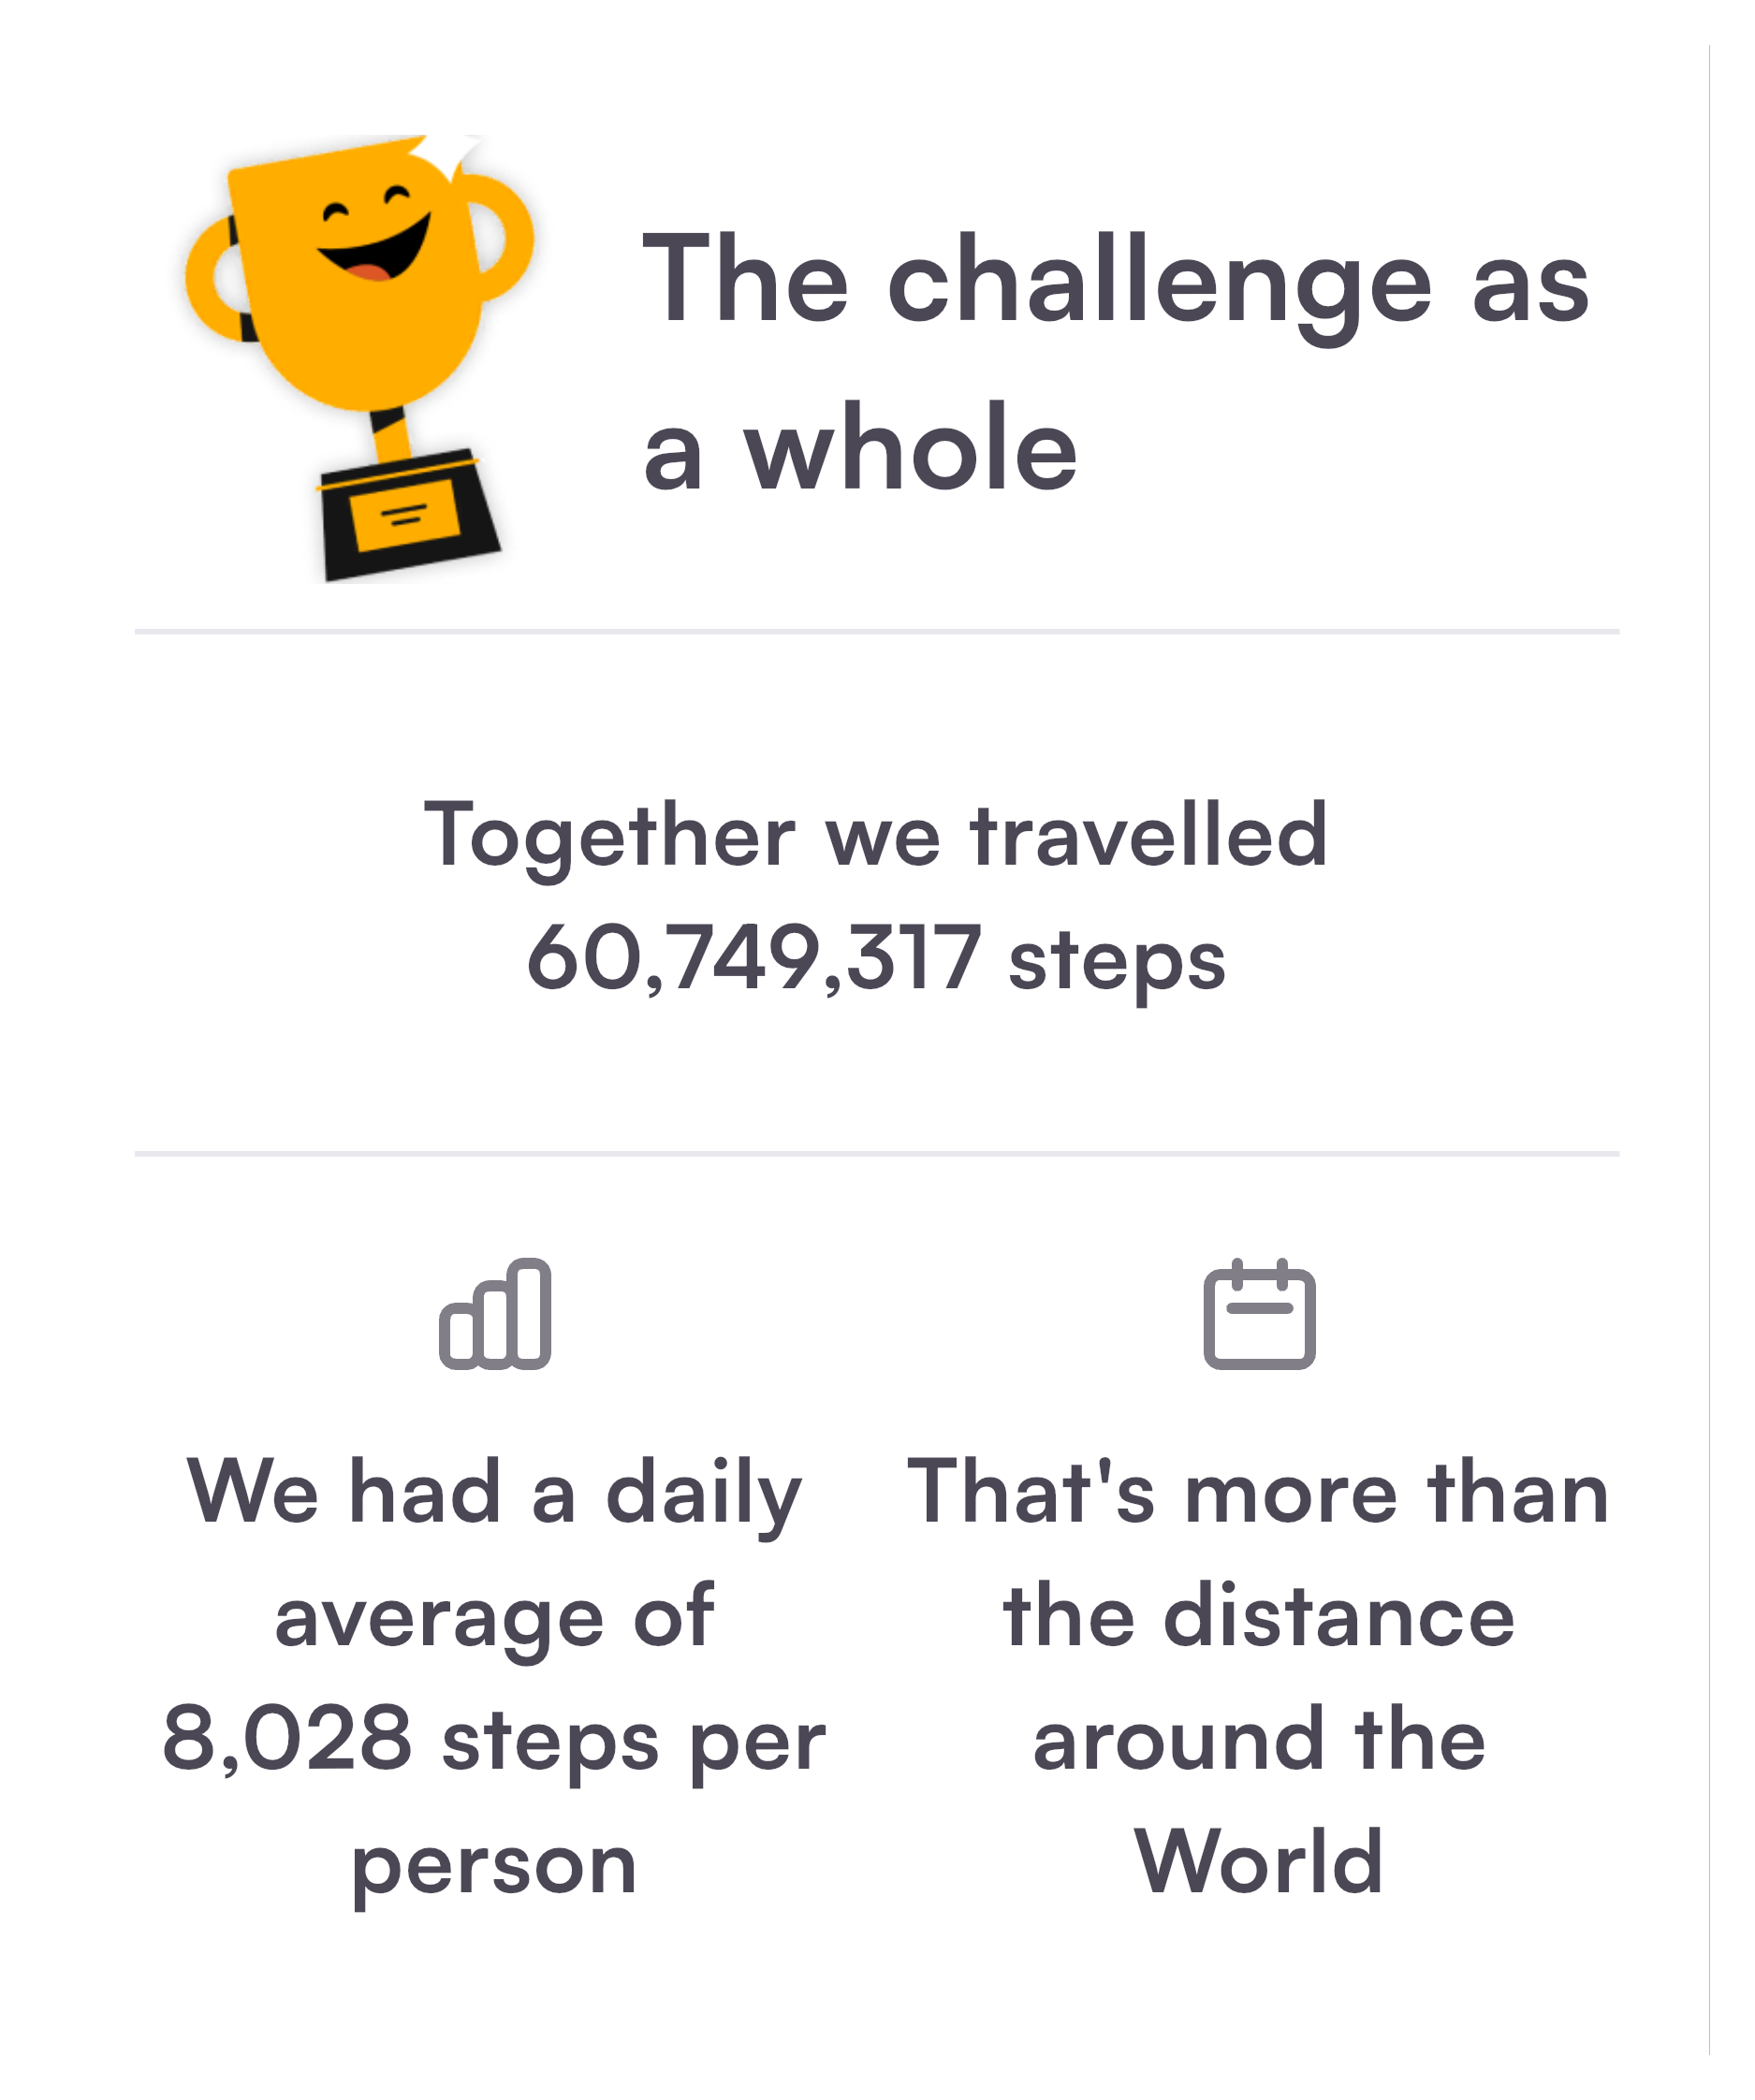 The challenge as
a whole
Together we travelled
60,749,317 steps
We had a daily
average of
8,028 steps per
person
That's more than
the distance
around the
World